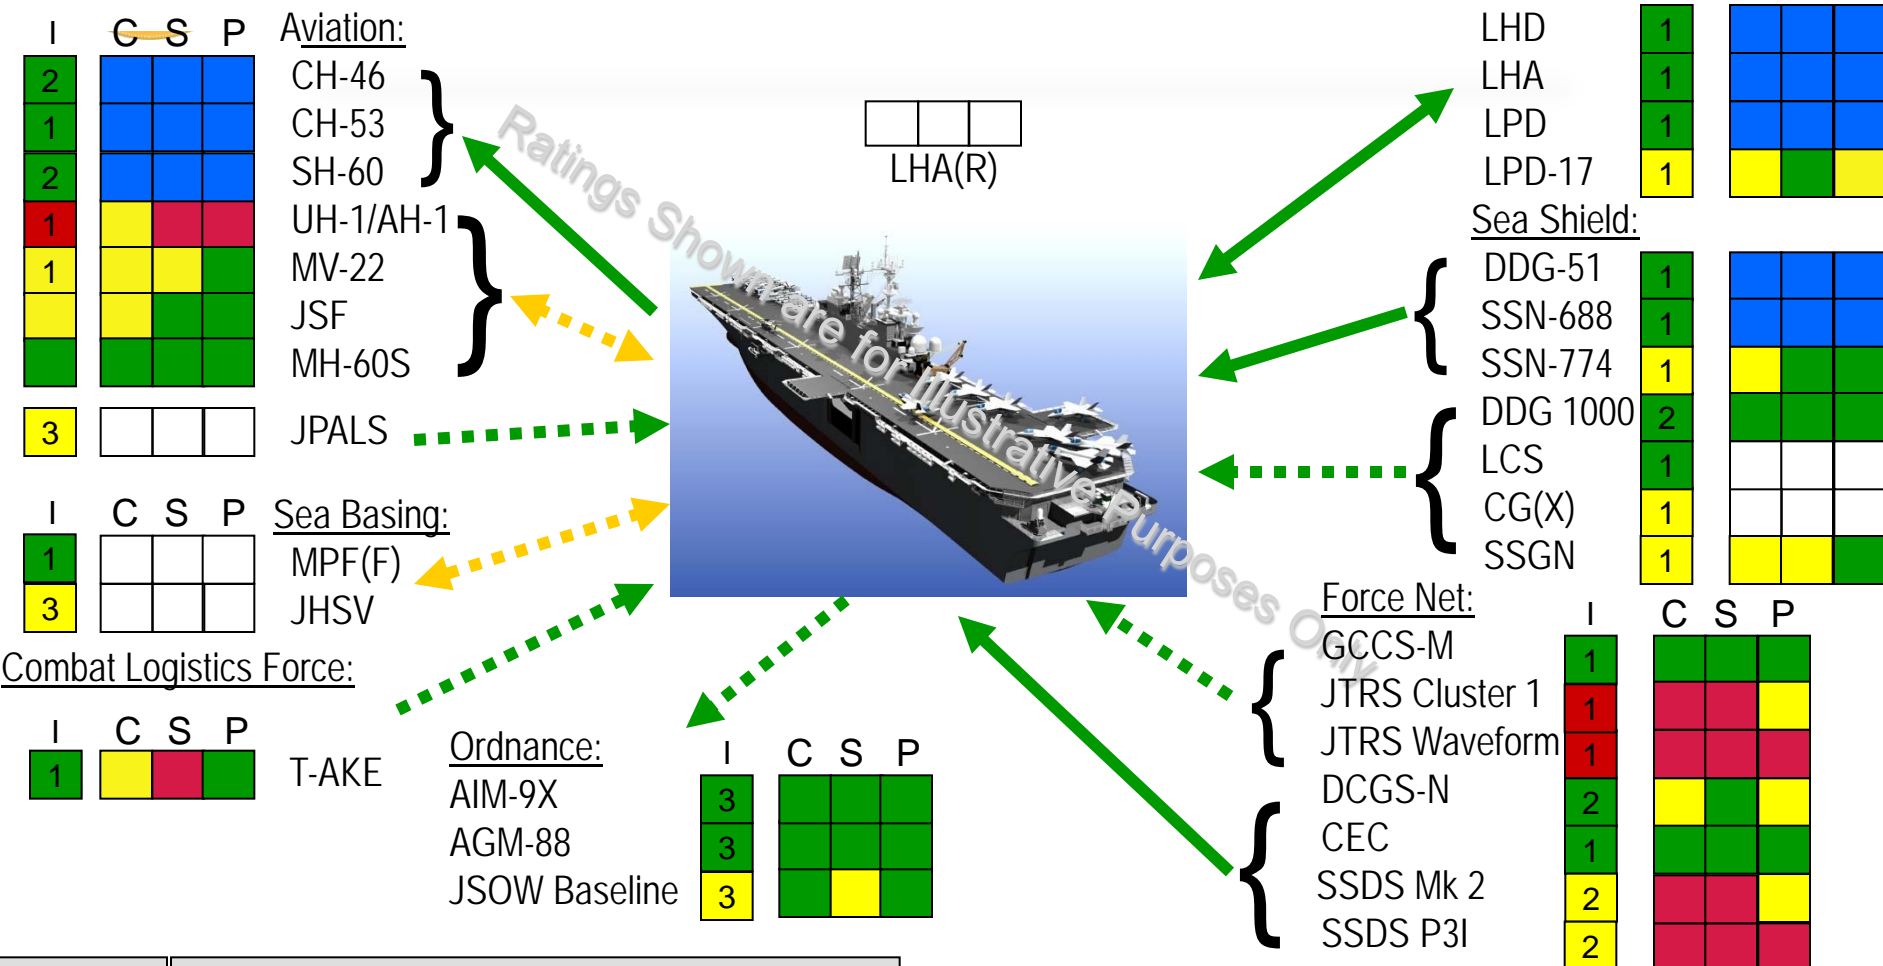 I C S P Aviation:
2 CH-46
1 CH-53
2 SH-60
1 UH-1/AH-1
1 MV-22
JSF
MH-60S
3 JPALS
I C S P Sea Basing:
1 MPF(F)
3 JHSV
Combat Logistics Force:
I C S P
1 T-AKE
LHA(R)
Ratings Shown are for Illustrative Purposes Only
Ordnance: I C S P
AIM-9X 3
AGM-88 3
JSOW Baseline 3
LHD 1
LHA 1
LPD 1
LPD-17 1
Sea Shield:
DDG-51 1
SSN-688 1
SSN-774 1
DDG 1000 2
LCS 1
CG(X) 1
SSGN 1
Force Net: I C S P
GCCS-M 1
JTRS Cluster 1 1
JTRS Waveform 1
DCGS-N 2
CEC 1
SSDS Mk 2 2
SSDS P3I 2